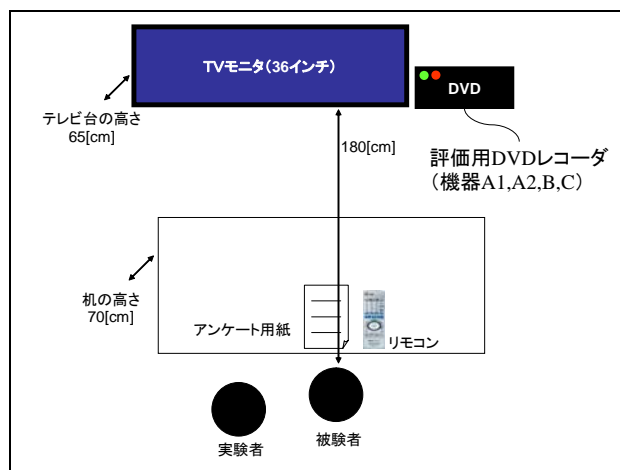 TVモニタ(36インチ)
DVD
テレビ台の高さ
65[cm]
180[cm]
評価用DVDレコーダ
(機器A1,A2,B,C)
机の高さ
70[cm]
アンケート用紙
リモコン
実験者
被験者